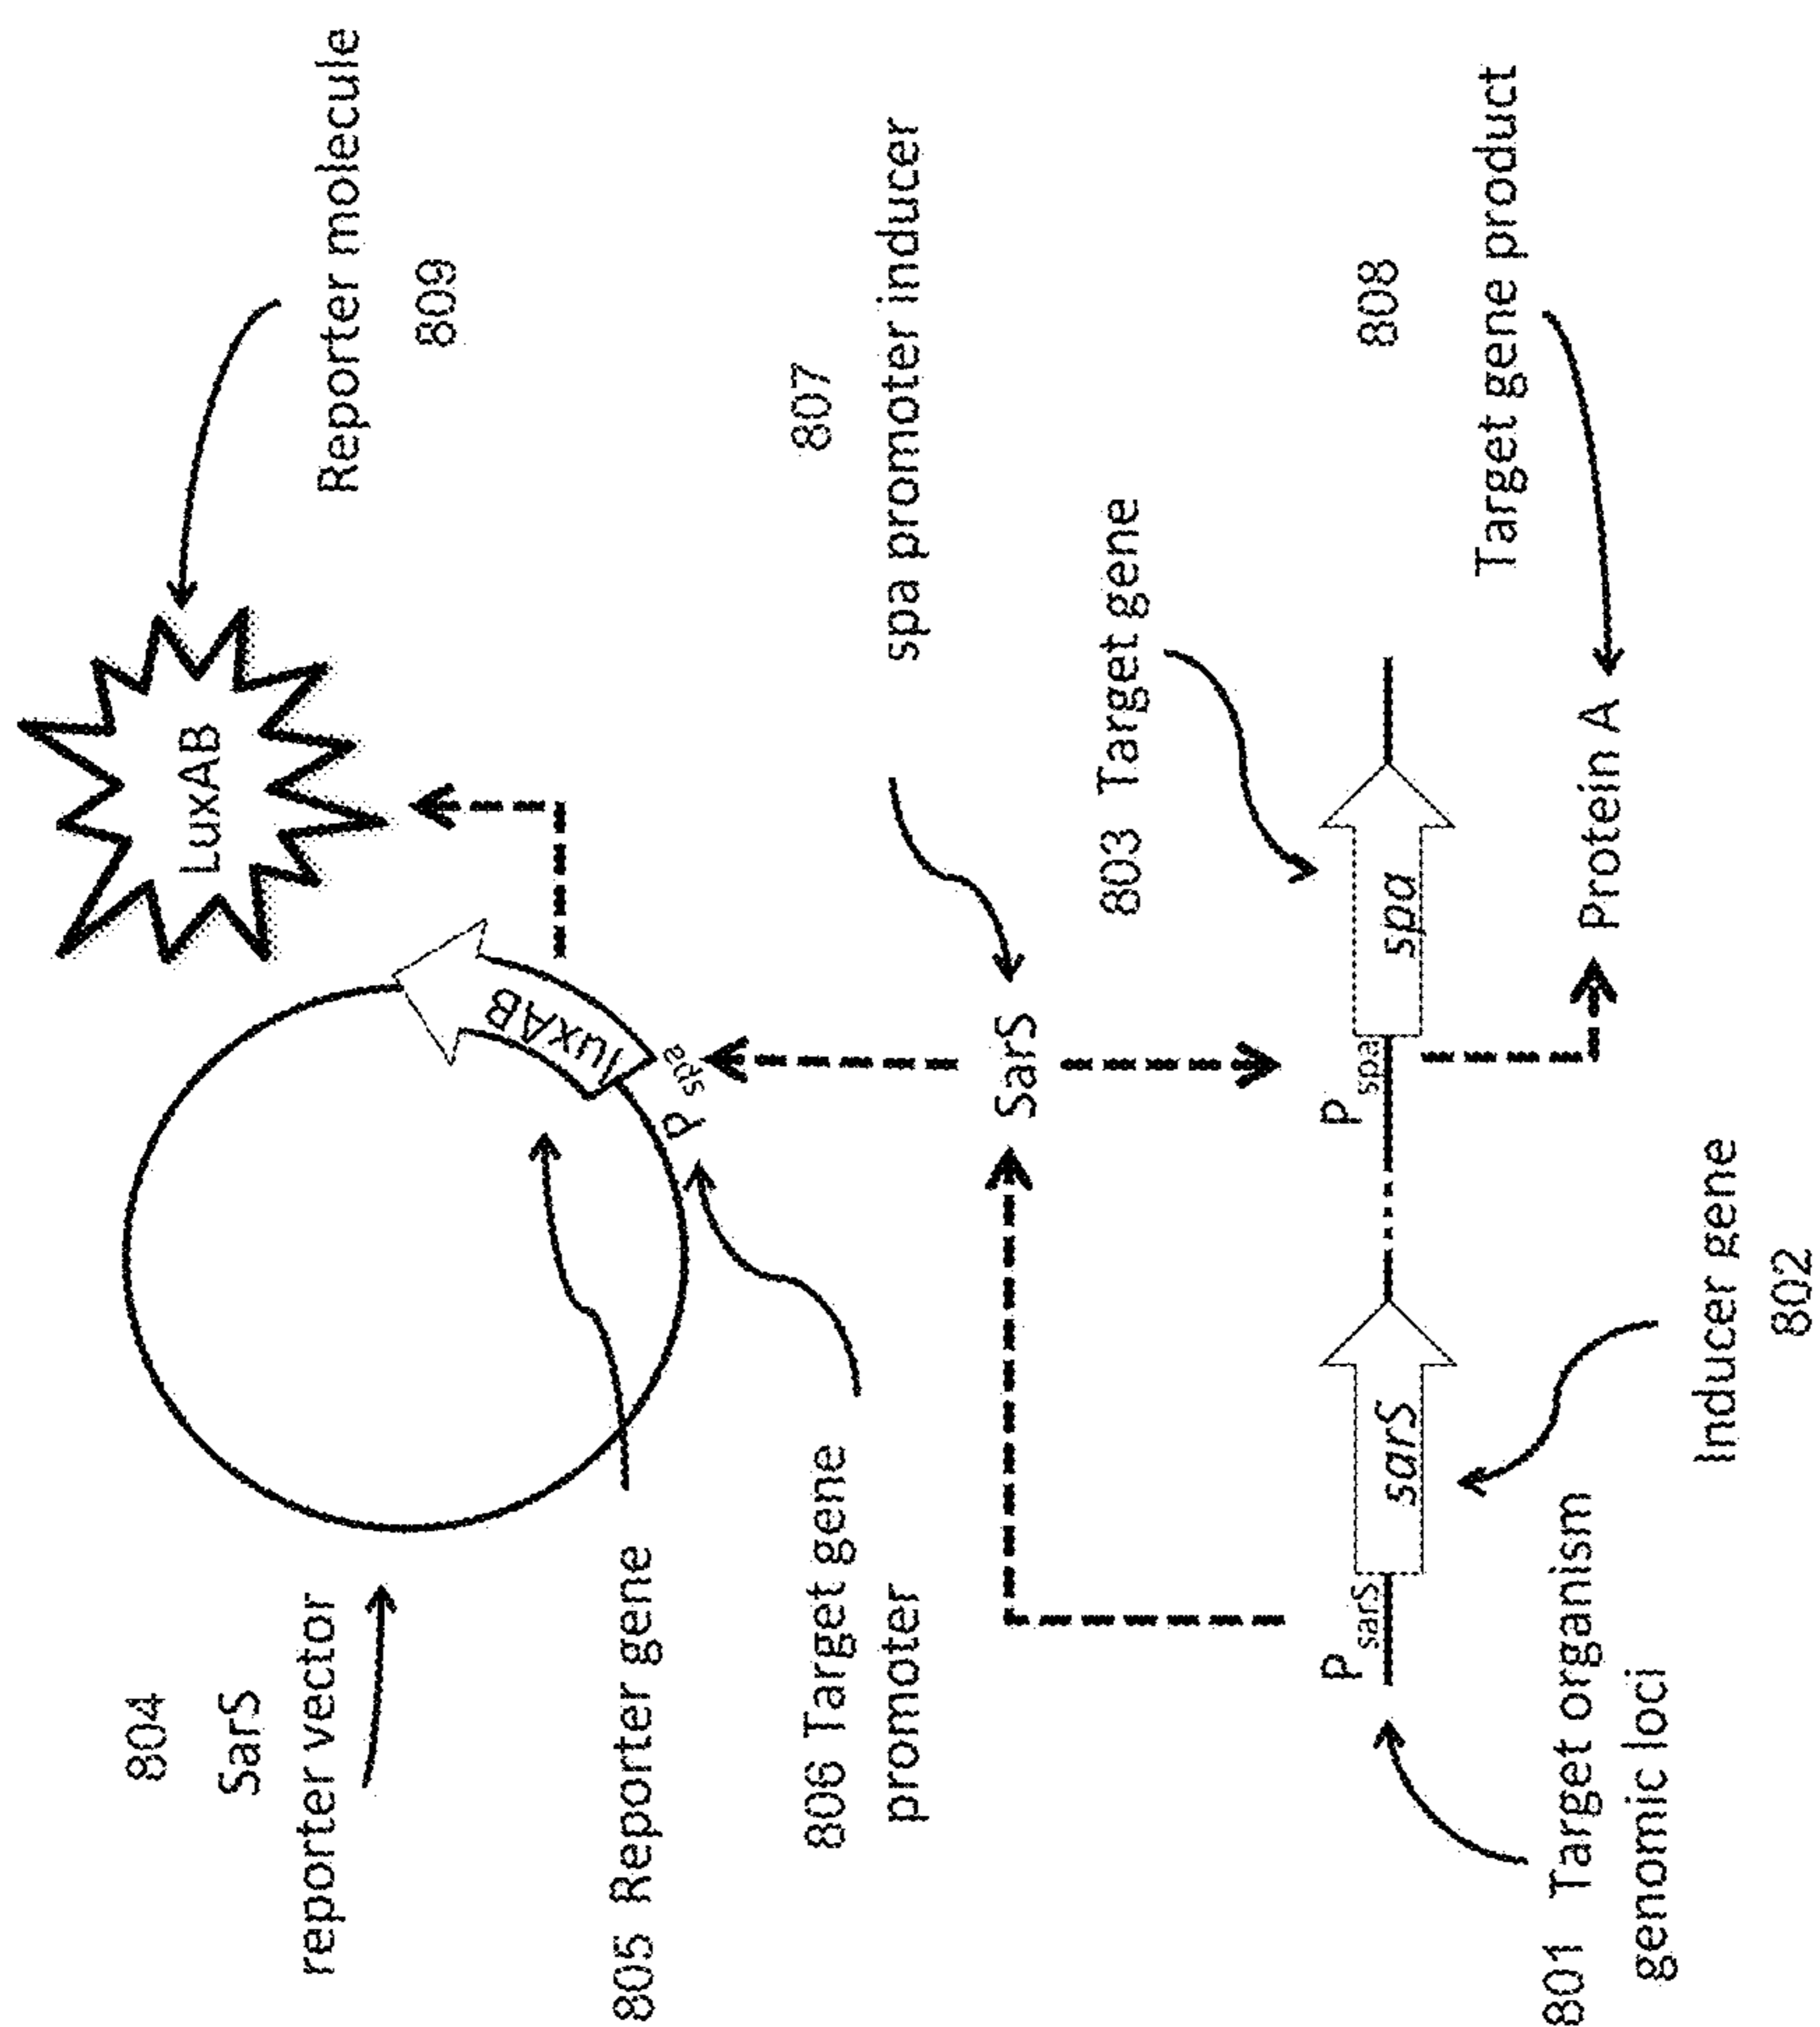 804
SarS
reporter vector
LuxAB
Reporter molecule
809
luxAB
P spa
805 Reporter gene
806 Target gene
promoter
807
spa promoter inducer
SarS
803 Target gene
P sarS
sarS
P spa
spa
808
Target gene product
Protein A
801 Target organism
genomic loci
Inducer gene
802